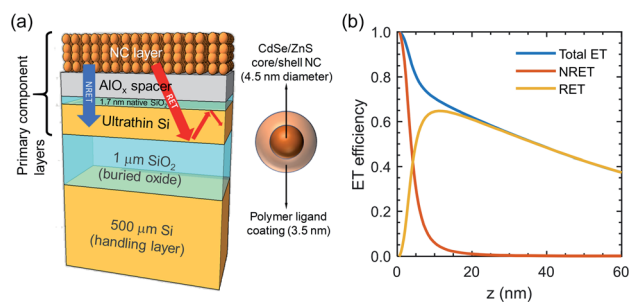 (a)
Primary component
layers
NC layer
NRET
RET
AlOx spacer
1.7 nm native SiO2
Ultrathin Si
1 μm SiO2
(buried oxide)
500 μm Si
(handling layer)
CdSe/ZnS
core/shell NC
(4.5 nm diameter)
Polymer ligand
coating (3.5 nm)
(b)
ET efficiency
1.0
0.8
0.6
0.4
0.2
0.0
Total ET
NRET
RET
0
20
40
60
z (nm)